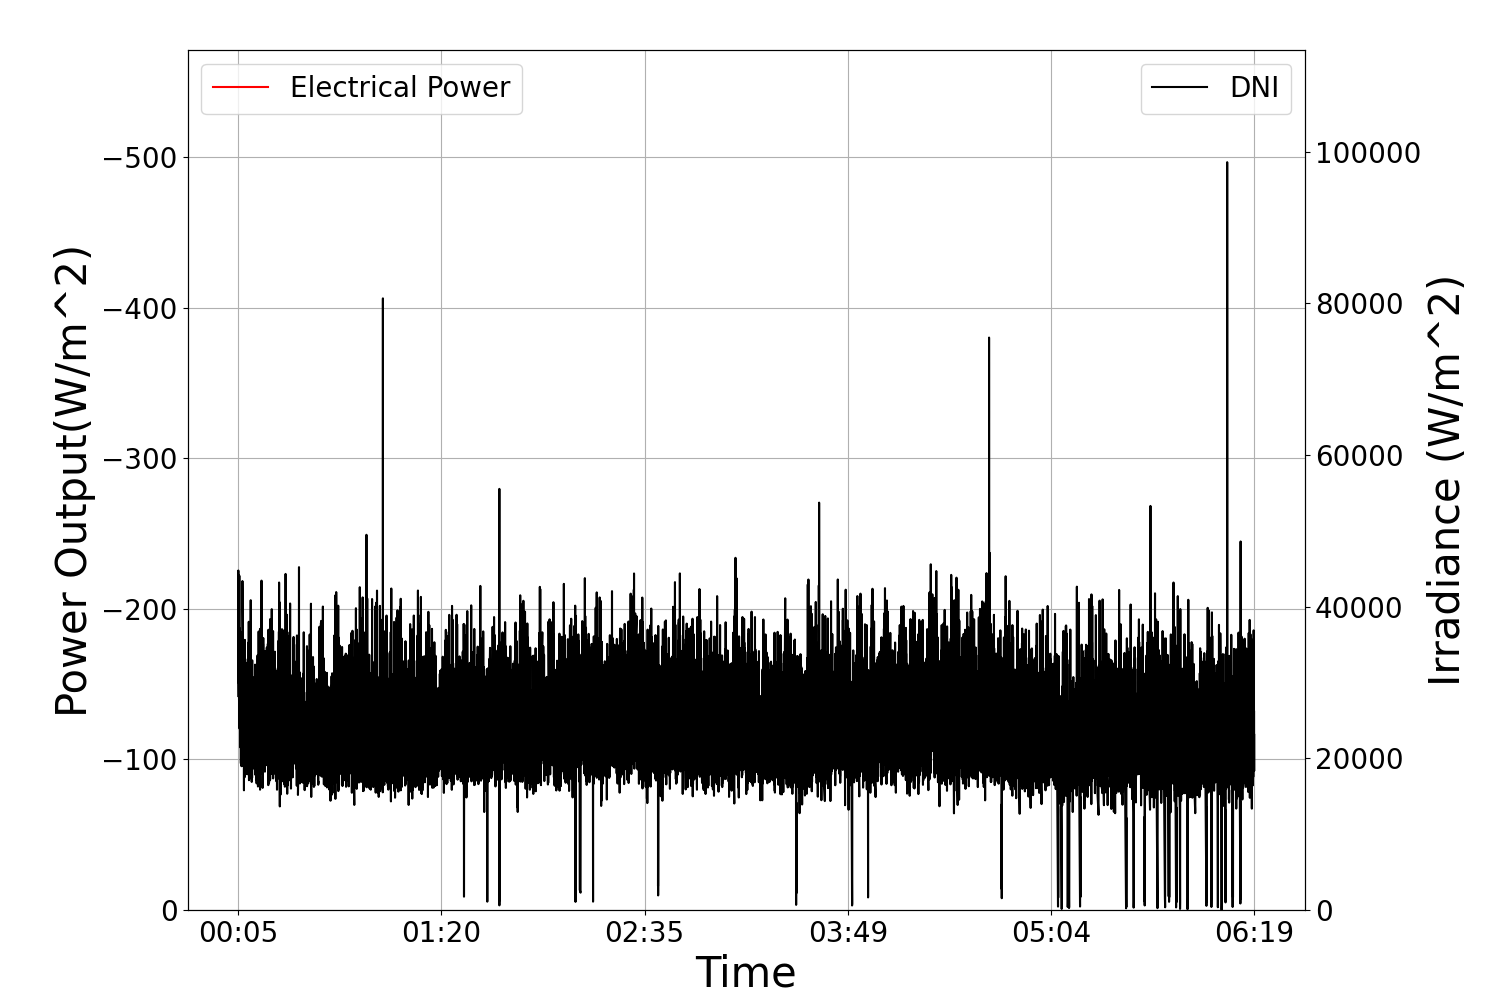 Electrical Power
DNI
−500
−400
−300
−200
−100
0
100000
80000
60000
40000
20000
0
Power Output(W/m^2)
Irradiance (W/m^2)
00:05 01:20 02:35 03:49 05:04 06:19
Time